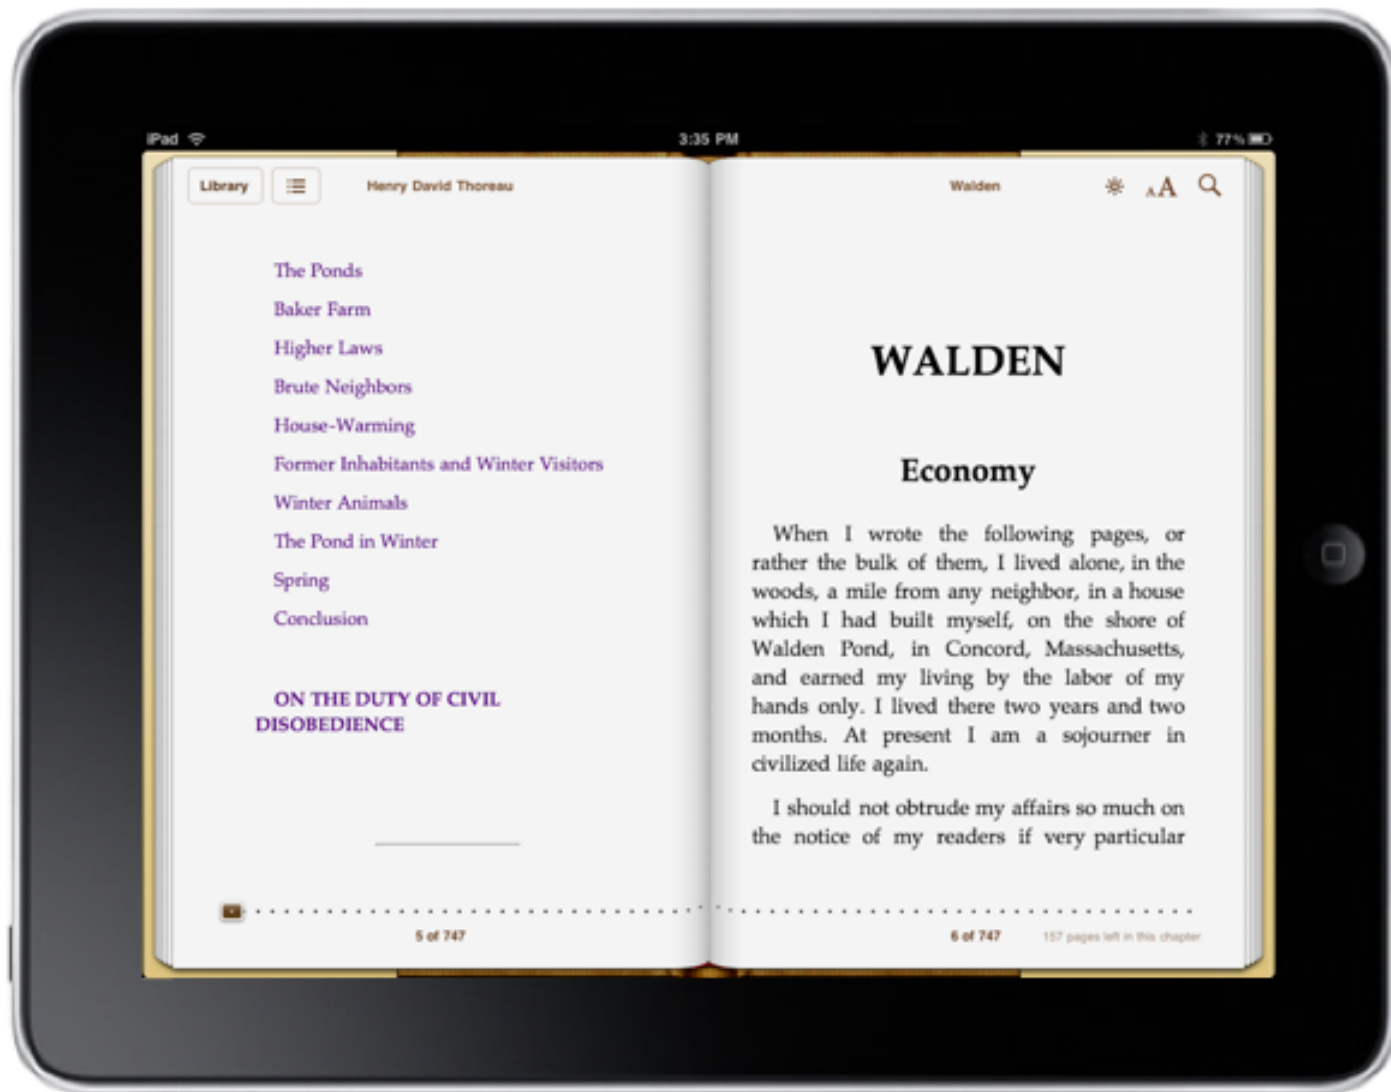 iPad
3:35 PM
77%
Library
Henry David Thoreau
Walden
AA
The Ponds
Baker Farm
Higher Laws
Brute Neighbors
House-Warming
Former Inhabitants and Winter Visitors
Winter Animals
The Pond in Winter
Spring
Conclusion
ON THE DUTY OF CIVIL
DISOBEDIENCE
5 of 747
WALDEN
Economy
When I wrote the following pages, or
rather the bulk of them, I lived alone, in the
woods, a mile from any neighbor, in a house
which I had built myself, on the shore of
Walden Pond, in Concord, Massachusetts,
and earned my living by the labor of my
hands only. I lived there two years and two
months. At present I am a sojourner in
civilized life again.
I should not obtrude my affairs so much on
the notice of my readers if very particular
6 of 747
157 pages left in this chapter